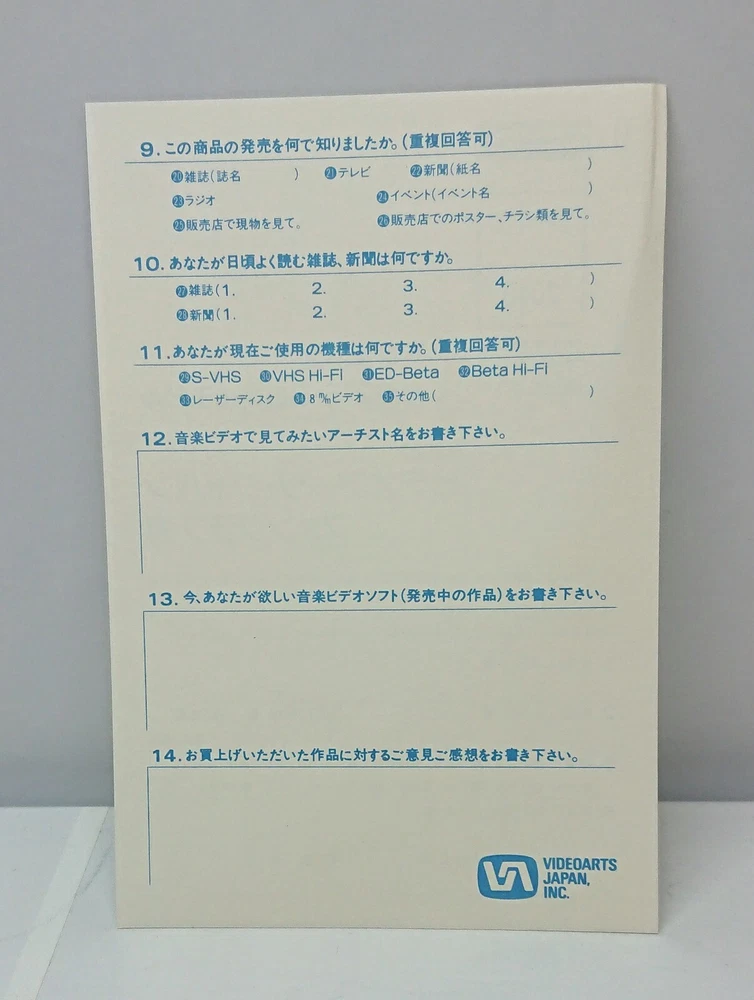 9. この商品の発売を何で知りましたか。(重複回答可)
⑳雑誌(誌名　　　) ㉑テレビ ㉒新聞(紙名　　　)
㉓ラジオ ㉔イベント(イベント名　　　)
㉕販売店で現物を見て。 ㉖販売店でのポスター、チラシ類を見て。
10. あなたが日頃よく読む雑誌、新聞は何ですか。
㉗雑誌(1.　　2.　　3.　　4.　　)
㉘新聞(1.　　2.　　3.　　4.　　)
11. あなたが現在ご使用の機種は何ですか。(重複回答可)
㉙S-VHS ㉚VHS Hi-Fi ㉛ED-Beta ㉜Beta Hi-Fi
㉝レーザーディスク ㉞8㎜ビデオ ㉟その他(　　　)
12. 音楽ビデオで見てみたいアーチスト名をお書き下さい。
13. 今、あなたが欲しい音楽ビデオソフト(発売中の作品)をお書き下さい。
14. お買上げいただいた作品に対するご意見ご感想をお書き下さい。
VIDEOARTS
JAPAN,
INC.